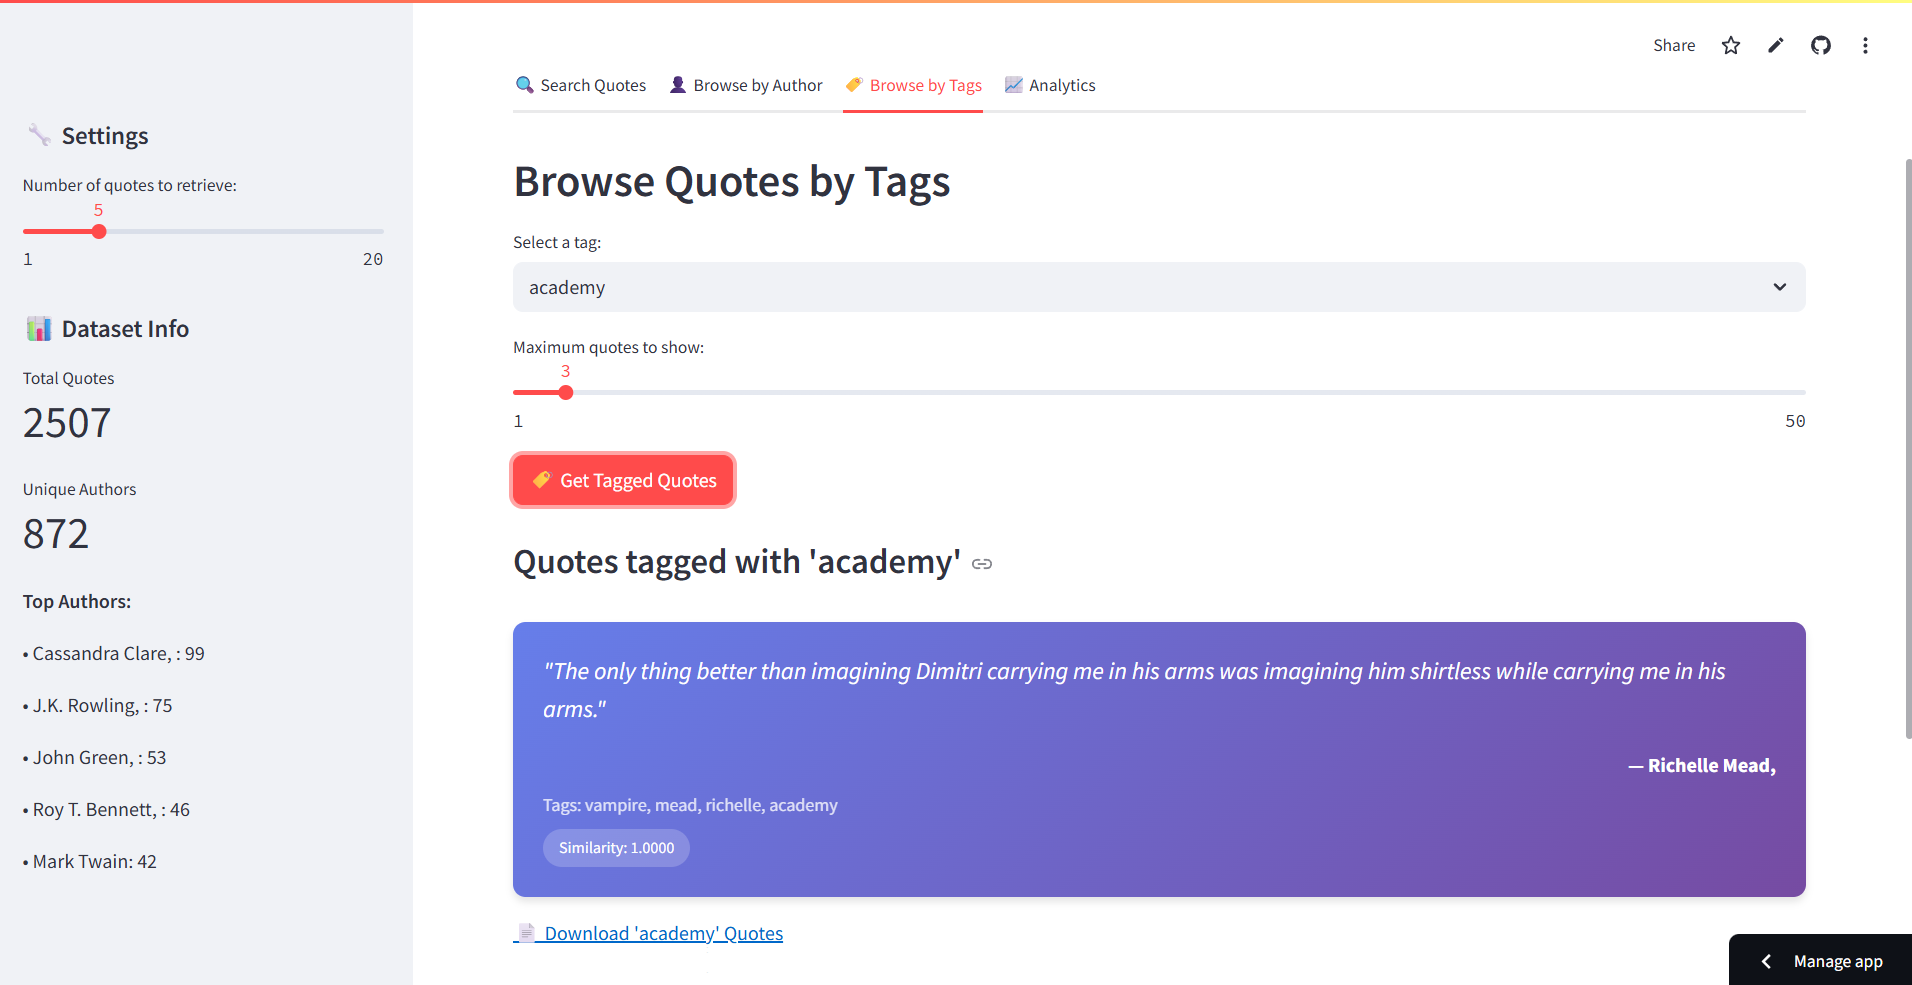 Share
Search Quotes
Browse by Author
Browse by Tags
Analytics
Settings
Number of quotes to retrieve:
5
1
20
Dataset Info
Total Quotes
2507
Unique Authors
872
Top Authors:
• Cassandra Clare, : 99
• J.K. Rowling, : 75
• John Green, : 53
• Roy T. Bennett, : 46
• Mark Twain: 42
Browse Quotes by Tags
Select a tag:
academy
Maximum quotes to show:
3
1
50
Get Tagged Quotes
Quotes tagged with 'academy'
"The only thing better than imagining Dimitri carrying me in his arms was imagining him shirtless while carrying me in his
arms."
— Richelle Mead,
Tags: vampire, mead, richelle, academy
Similarity: 1.0000
Download 'academy' Quotes
Manage app